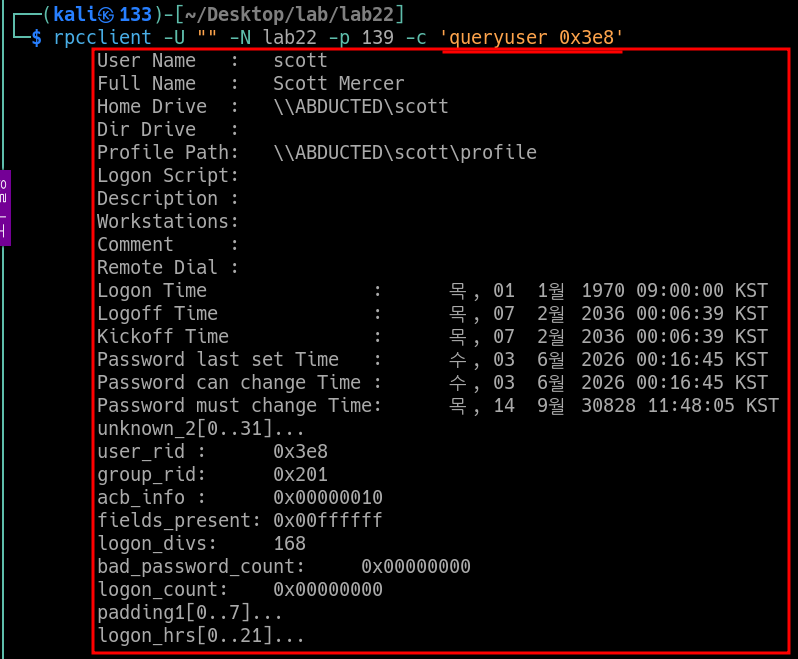 (kali㉿133)-[~/Desktop/lab/lab22]
$ rpcclient -U "" -N lab22 -p 139 -c 'queryuser 0x3e8'
User Name   :   scott
Full Name   :   Scott Mercer
Home Drive  :   \\ABDUCTED\scott
Dir Drive   :
Profile Path:   \\ABDUCTED\scott\profile
Logon Script:
Description :
Workstations:
Comment     :
Remote Dial :
Logon Time               :      목, 01  1월 1970 09:00:00 KST
Logoff Time              :      목, 07  2월 2036 00:06:39 KST
Kickoff Time             :      목, 07  2월 2036 00:06:39 KST
Password last set Time   :      수, 03  6월 2026 00:16:45 KST
Password can change Time :      수, 03  6월 2026 00:16:45 KST
Password must change Time:      목, 14  9월 30828 11:48:05 KST
unknown_2[0..31]...
user_rid :      0x3e8
group_rid:      0x201
acb_info :      0x00000010
fields_present: 0x00ffffff
logon_divs:     168
bad_password_count:     0x00000000
logon_count:    0x00000000
padding1[0..7]...
logon_hrs[0..21]...